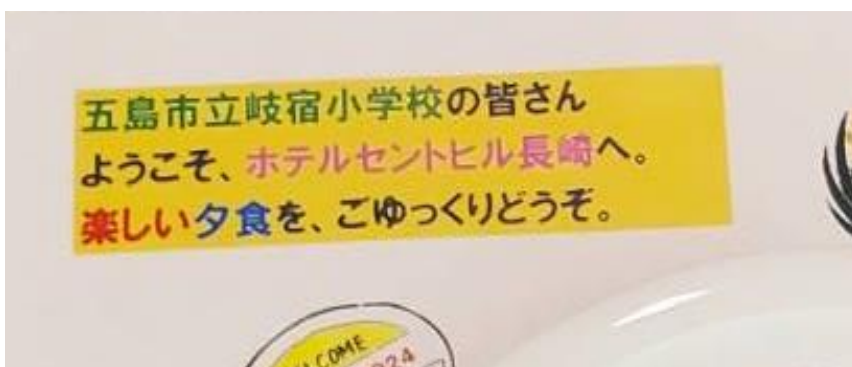 五島市立岐宿小学校の皆さん
ようこそ、ホテルセントヒル長崎へ。
楽しい夕食を、ごゆっくりどうぞ。